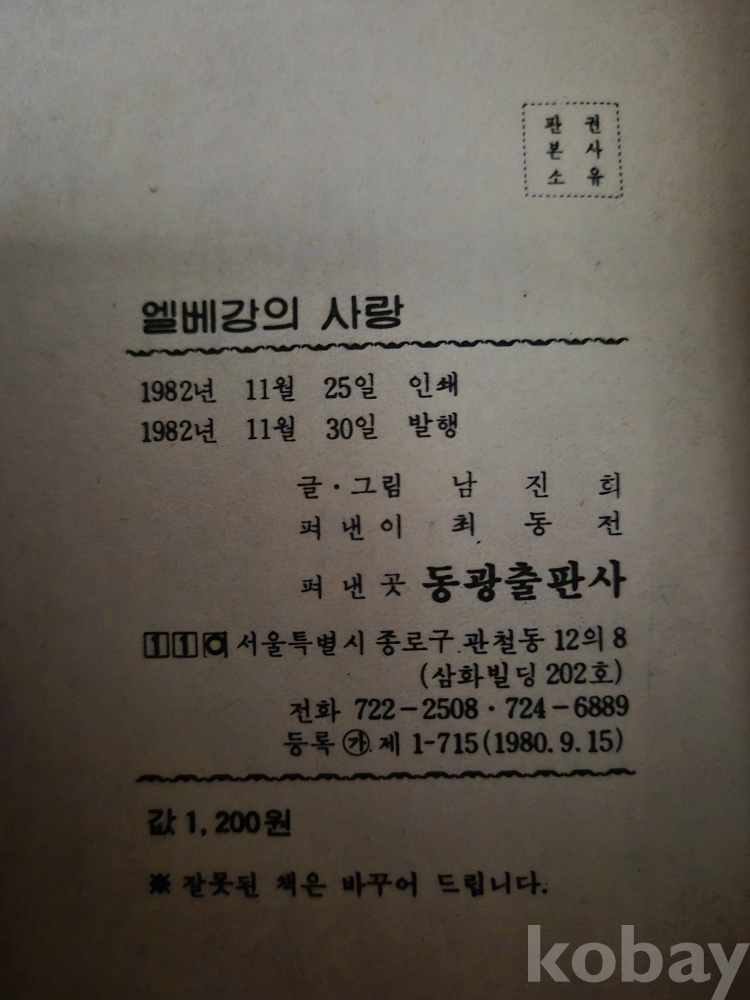 판권
본사
소유
엘베강의 사랑
1982년 11월 25일 인쇄
1982년 11월 30일 발행
글·그림 남진희
펴낸이 최동전
펴낸곳 동광출판사
110 서울특별시 종로구 관철동 12의 8
(삼화빌딩 202호)
전화 722-2508·724-6889
등록 ㉮ 제 1-715(1980. 9. 15)
값 1,200원
※ 잘못된 책은 바꾸어 드립니다.
kobay